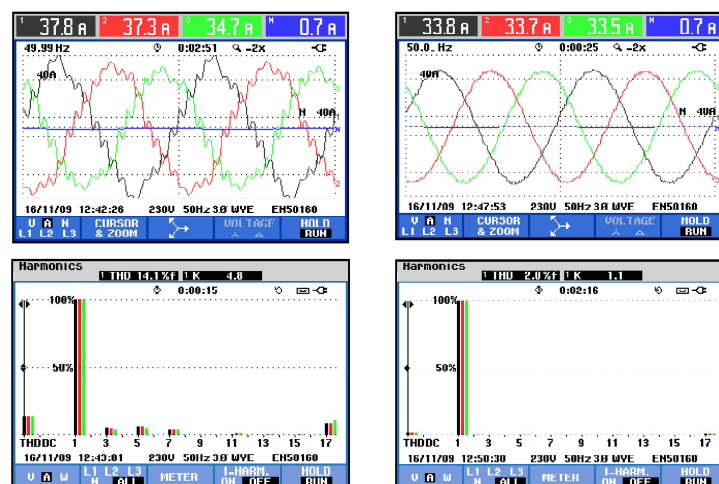 1 37.8 A 2 37.3 A 3 34.7 A N 0.7 A
49.99 Hz 0:02:51 -2x
40A
N 40A
1
3
N
2
16/11/09 12:42:26 230V 50Hz 3Ø WYE EN50160
V A N
L1 L2 L3
CURSOR
& ZOOM
VOLTAGE
HOLD
RUN
1 33.8 A 2 33.7 A 3 33.5 A N 0.7 A
50.0 Hz 0:00:25 -2x
40A
N 40A
16/11/09 12:47:53 230V 50Hz 3Ø WYE EN50160
V A N
L1 L2 L3
CURSOR
& ZOOM
VOLTAGE
HOLD
RUN
Harmonics
1 THD 14.1%f 1 K 4.8
0:00:15
100%
50%
THDDC 1 3 5 7 9 11 13 15 17
16/11/09 12:43:01 230V 50Hz 3Ø WYE EN50160
V A W
L1 L2 L3
N ALL
METER
I-HARM.
ON OFF
HOLD
RUN
Harmonics
1 THD 2.0%f 1 K 1.1
0:02:16
100%
50%
THDDC 1 3 5 7 9 11 13 15 17
16/11/09 12:50:30 230V 50Hz 3Ø WYE EN50160
V A W
L1 L2 L3
N ALL
METER
I-HARM.
ON OFF
HOLD
RUN